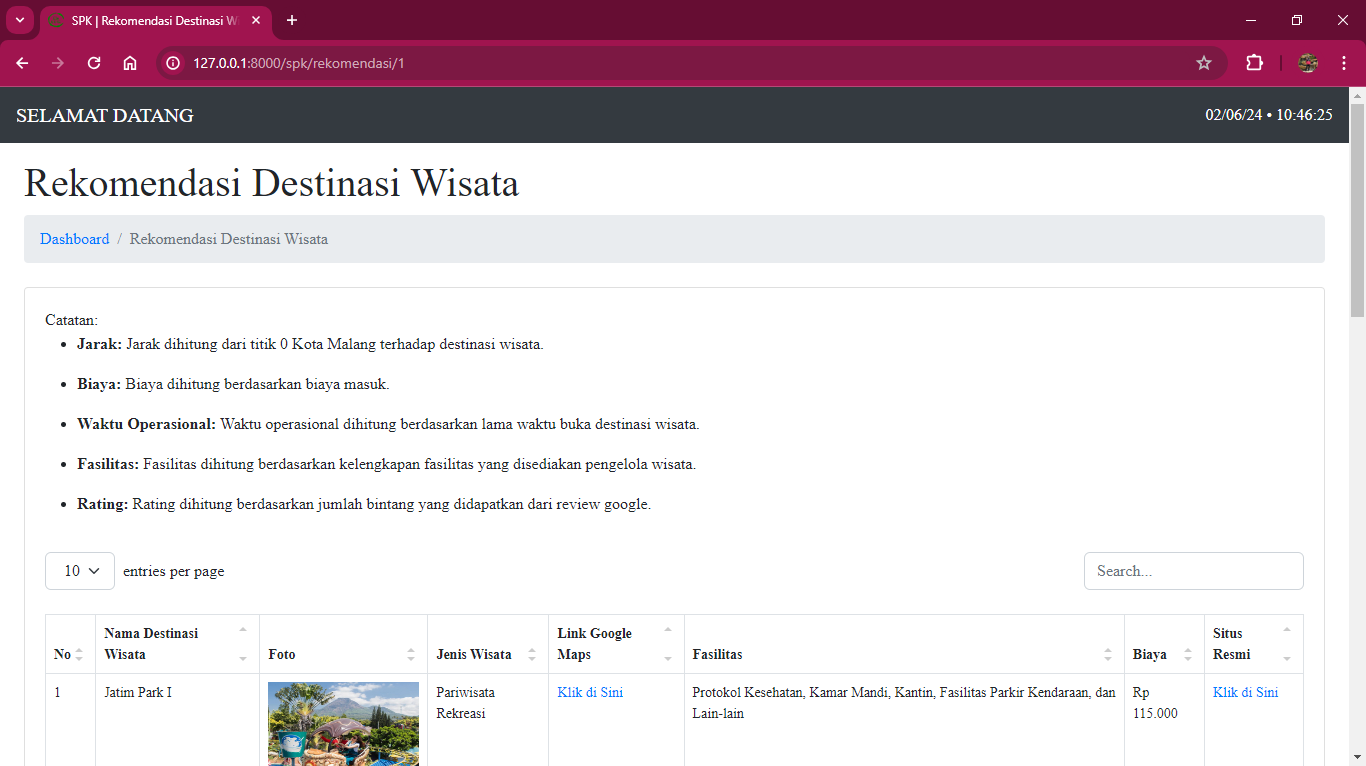 SPK | Rekomendasi Destinasi Wi
127.0.0.1:8000/spk/rekomendasi/1
SELAMAT DATANG
02/06/24 • 10:46:25
Rekomendasi Destinasi Wisata
Dashboard / Rekomendasi Destinasi Wisata
Catatan:
• Jarak: Jarak dihitung dari titik 0 Kota Malang terhadap destinasi wisata.
• Biaya: Biaya dihitung berdasarkan biaya masuk.
• Waktu Operasional: Waktu operasional dihitung berdasarkan lama waktu buka destinasi wisata.
• Fasilitas: Fasilitas dihitung berdasarkan kelengkapan fasilitas yang disediakan pengelola wisata.
• Rating: Rating dihitung berdasarkan jumlah bintang yang didapatkan dari review google.
10 entries per page
Search...
No
Nama Destinasi
Wisata
Foto
Jenis Wisata
Link Google
Maps
Fasilitas
Biaya
Situs
Resmi
1
Jatim Park I
Pariwisata
Rekreasi
Klik di Sini
Protokol Kesehatan, Kamar Mandi, Kantin, Fasilitas Parkir Kendaraan, dan
Lain-lain
Rp
115.000
Klik di Sini